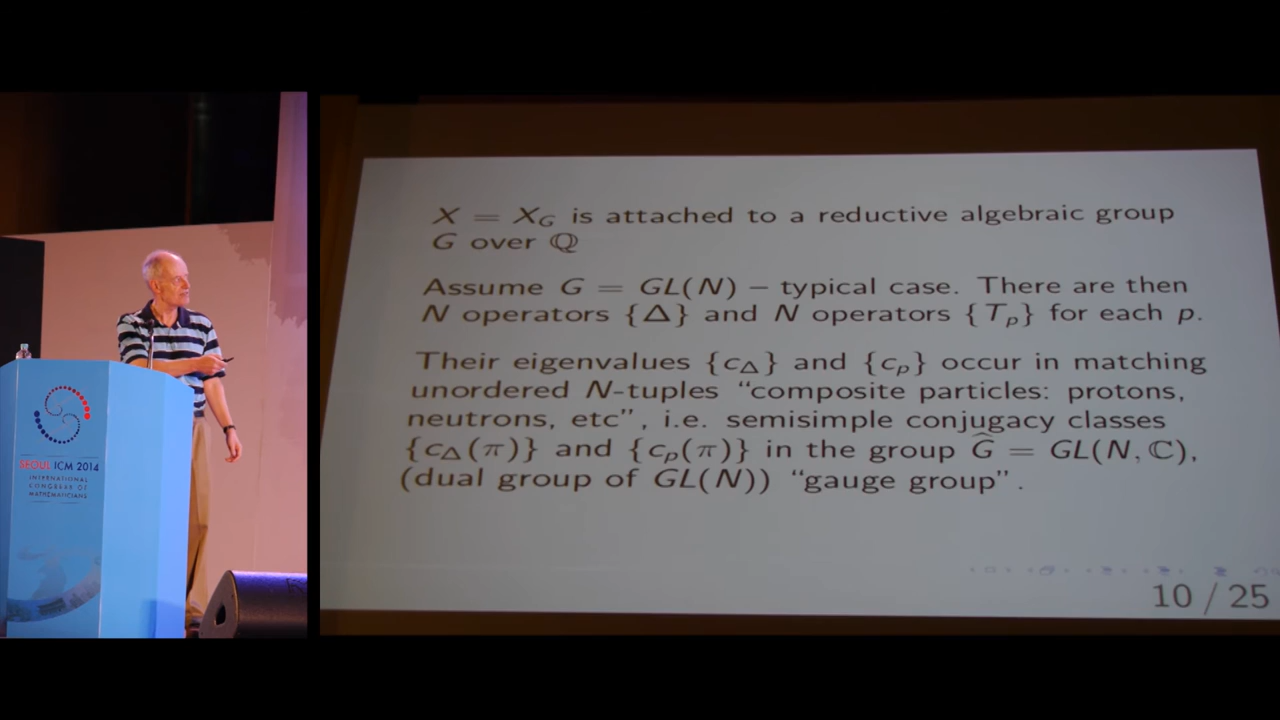 SEOUL ICM 2014
INTERNATIONAL
CONGRESS OF
MATHEMATICIANS
X = X_G is attached to a reductive algebraic group
G over ℚ
Assume G = GL(N) – typical case. There are then
N operators {Δ} and N operators {T_p} for each p.
Their eigenvalues {c_Δ} and {c_p} occur in matching
unordered N-tuples “composite particles: protons,
neutrons, etc”, i.e. semisimple conjugacy classes
{c_Δ(π)} and {c_p(π)} in the group Ĝ = GL(N, ℂ),
(dual group of GL(N)) “gauge group”.
10 / 25